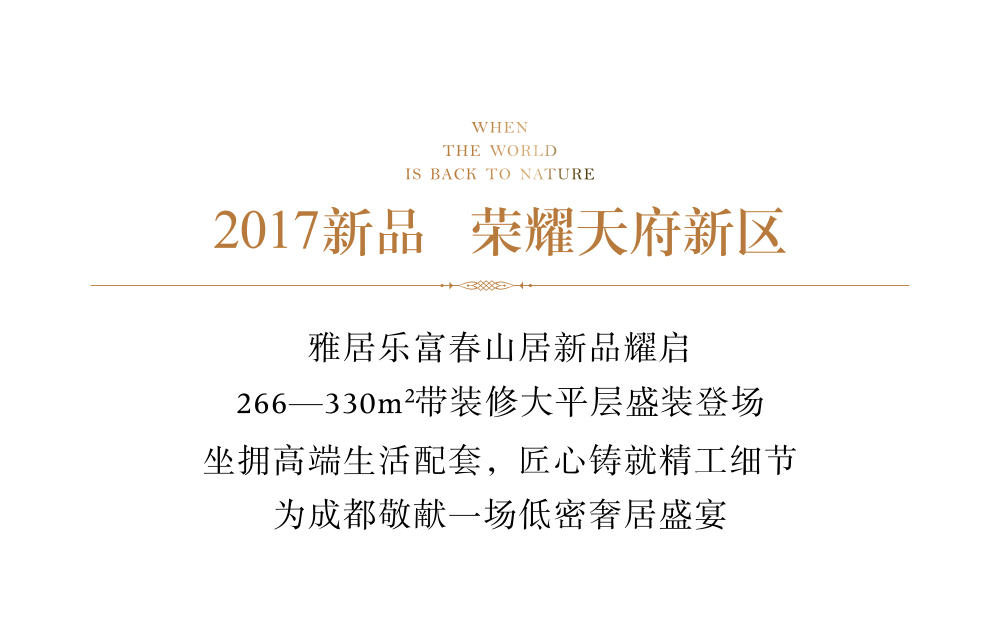 WHEN
THE WORLD
IS BACK TO NATURE
2017新品 荣耀天府新区
雅居乐富春山居新品耀启
266—330m²带装修大平层盛装登场
坐拥高端生活配套，匠心铸就精工细节
为成都敬献一场低密奢居盛宴